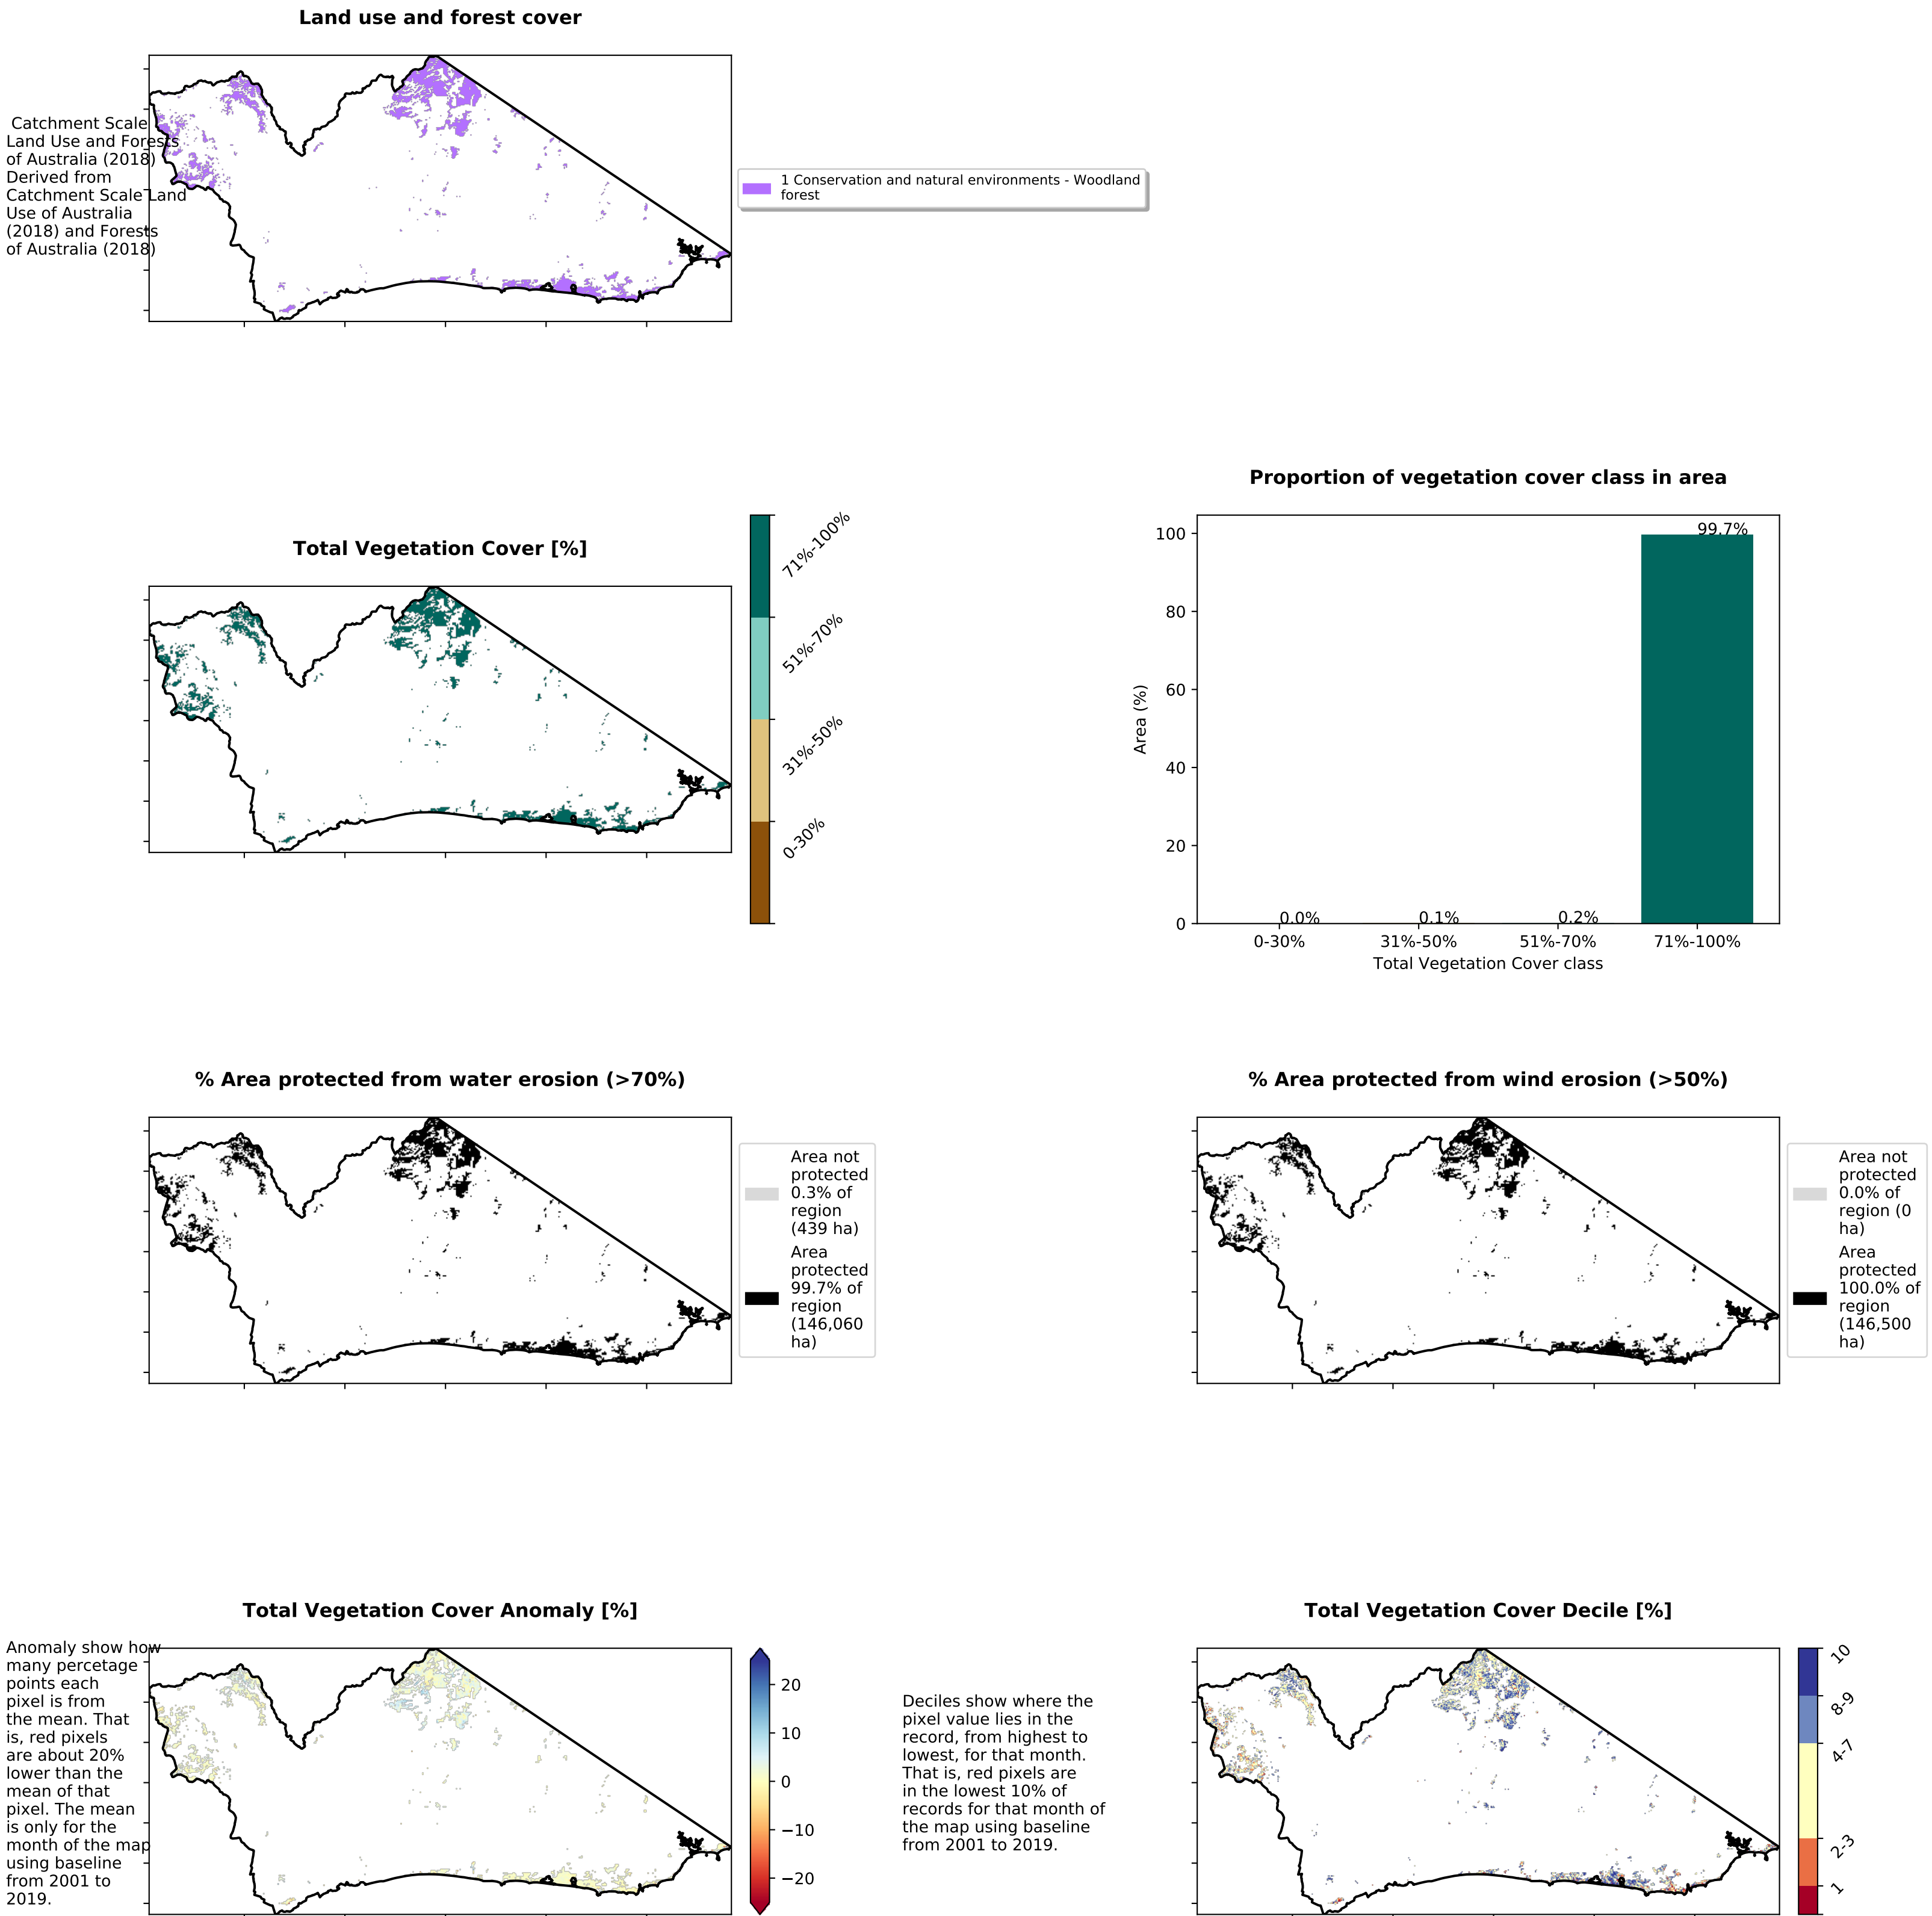 Land use and forest cover
Catchment Scale
Land Use and Forests
of Australia (2018)
Derived from
Catchment Scale Land
Use of Australia
(2018) and Forests
of Australia (2018)
1 Conservation and natural environments - Woodland
forest
Total Vegetation Cover [%]
71%-100%
51%-70%
31%-50%
0-30%
Proportion of vegetation cover class in area
Area (%)
100
80
60
40
20
0
0.0%
0.1%
0.2%
99.7%
0-30%
31%-50%
51%-70%
71%-100%
Total Vegetation Cover class
% Area protected from water erosion (>70%)
Area not
protected
0.3% of
region
(439 ha)
Area
protected
99.7% of
region
(146,060
ha)
% Area protected from wind erosion (>50%)
Area not
protected
0.0% of
region (0
ha)
Area
protected
100.0% of
region
(146,500
ha)
Total Vegetation Cover Anomaly [%]
Anomaly show how
many percetage
points each
pixel is from
the mean. That
is, red pixels
are about 20%
lower than the
mean of that
pixel. The mean
is only for the
month of the map
using baseline
from 2001 to
2019.
20
10
0
−10
−20
Total Vegetation Cover Decile [%]
Deciles show where the
pixel value lies in the
record, from highest to
lowest, for that month.
That is, red pixels are
in the lowest 10% of
records for that month of
the map using baseline
from 2001 to 2019.
10
8-9
4-7
2-3
1